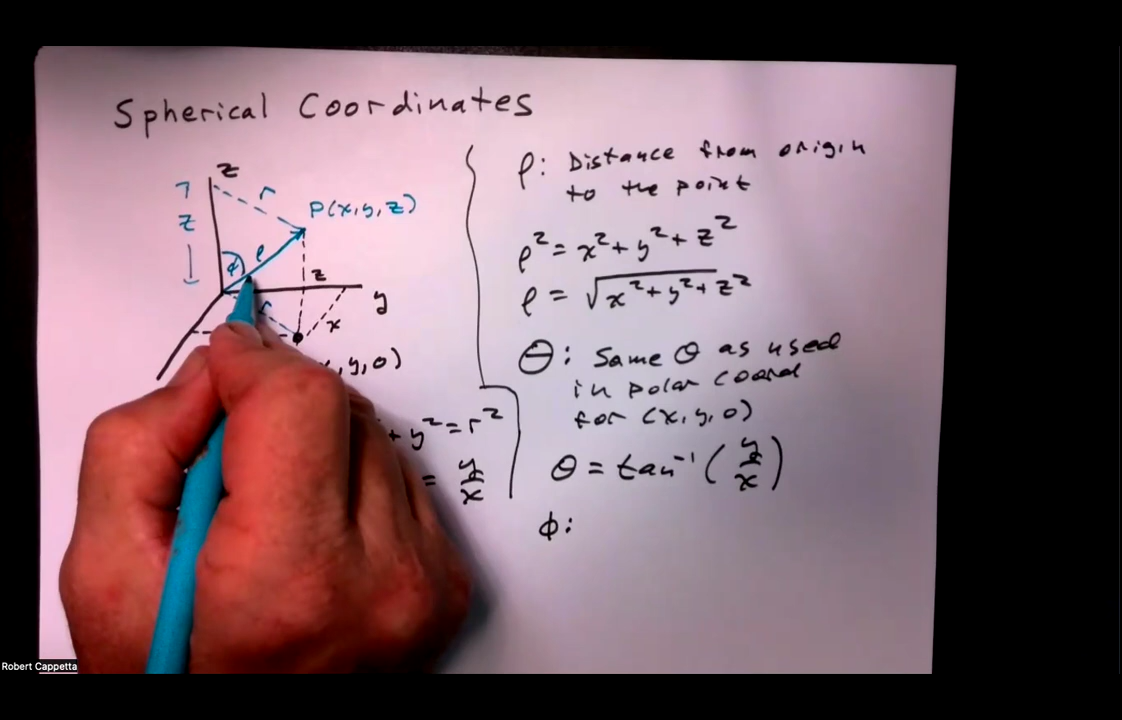 Spherical Coordinates
z
r
z
P(x,y,z)
ρ
ϕ
z
y
r
x
,y,0)
+ y² = r²
= y/x
ρ: Distance from origin
to the point
ρ² = x² + y² + z²
ρ = √x² + y² + z²
θ: Same θ as used
in polar coord
for (x, y, 0)
θ = tan⁻¹ (y/x)
ϕ:
Robert Cappetta